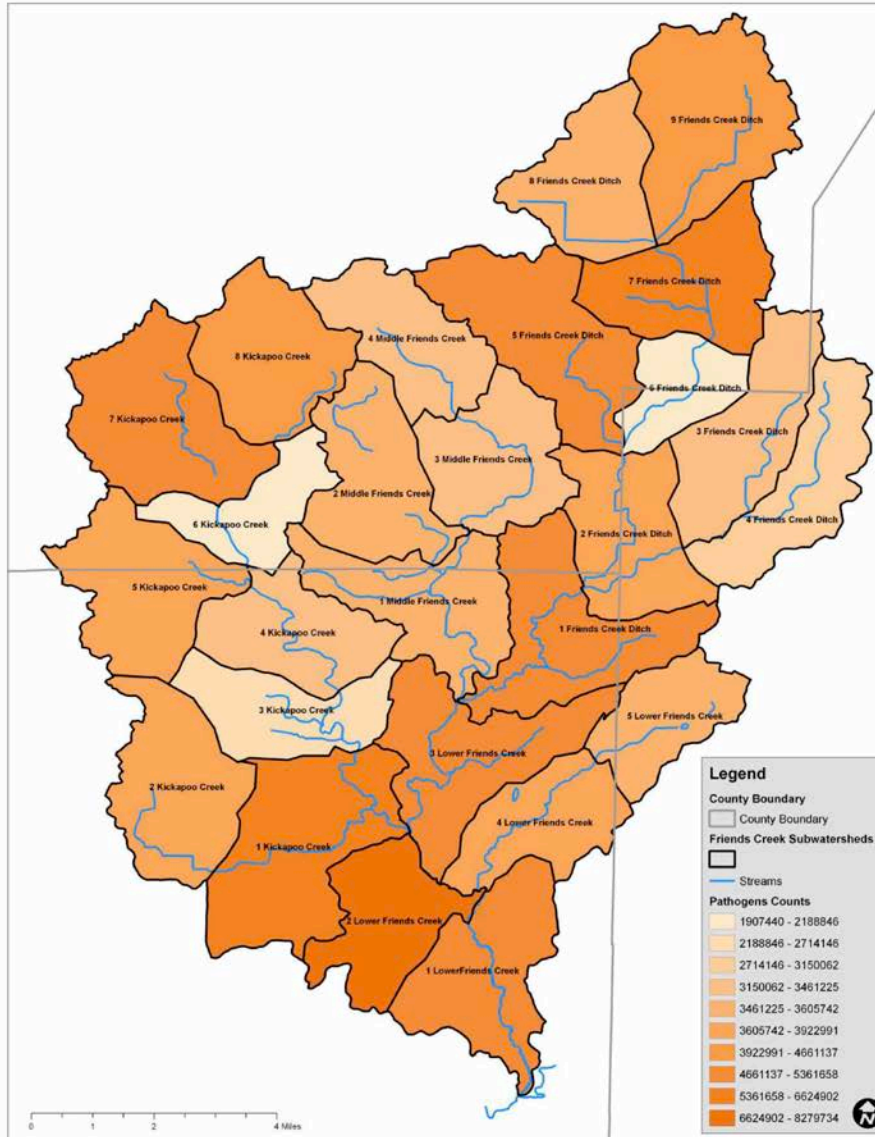 9 Friends Creek Ditch
8 Friends Creek Ditch
7 Friends Creek Ditch
5 Friends Creek Ditch
4 Middle Friends Creek
8 Kickapoo Creek
6 Friends Creek Ditch
7 Kickapoo Creek
3 Friends Creek Ditch
3 Middle Friends Creek
2 Middle Friends Creek
4 Friends Creek Ditch
6 Kickapoo Creek
2 Friends Creek Ditch
5 Kickapoo Creek
1 Middle Friends Creek
1 Friends Creek Ditch
4 Kickapoo Creek
3 Kickapoo Creek
5 Lower Friends Creek
3 Lower Friends Creek
2 Kickapoo Creek
4 Lower Friends Creek
1 Kickapoo Creek
2 Lower Friends Creek
1 LowerFriends Creek
Legend
County Boundary
County Boundary
Friends Creek Subwatersheds
Streams
Pathogens Counts
1907440 - 2188846
2188846 - 2714146
2714146 - 3150062
3150062 - 3461225
3461225 - 3605742
3605742 - 3922991
3922991 - 4661137
4661137 - 5361658
5361658 - 6624902
6624902 - 8279734
N
0 1 2 4 Miles